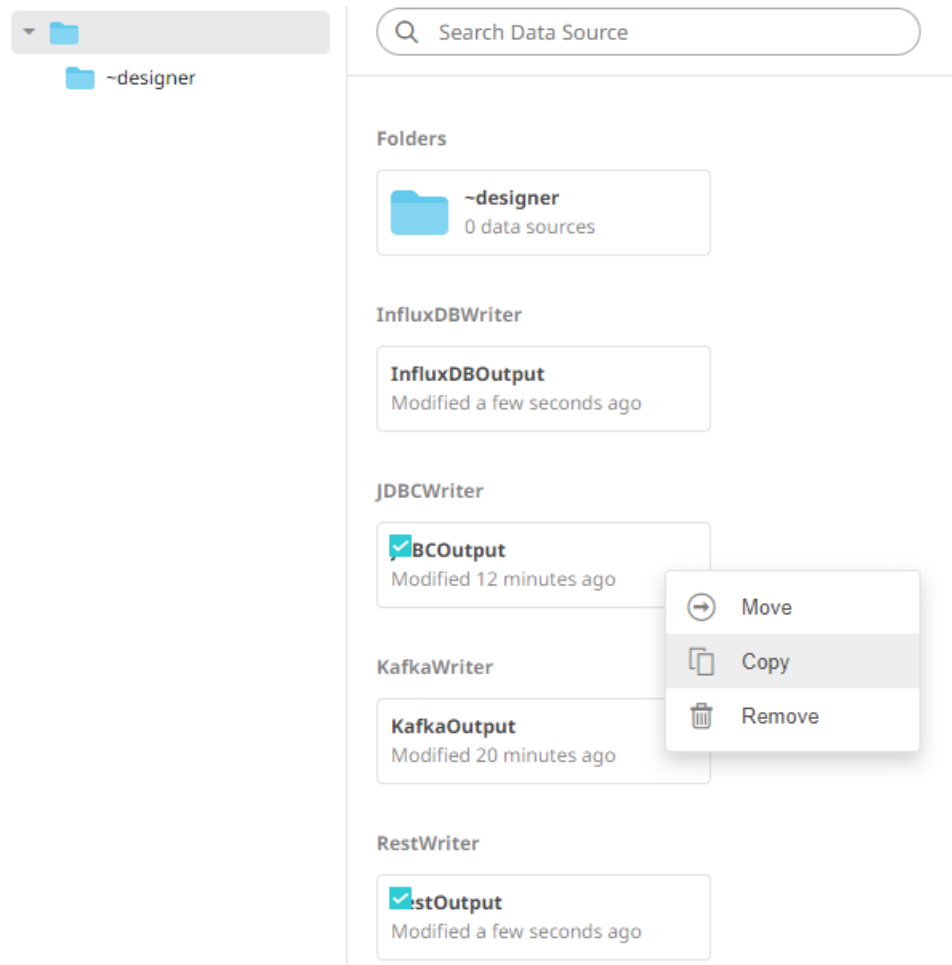 ~designer
Search Data Source
Folders
~designer
0 data sources
InfluxDBWriter
InfluxDBOutput
Modified a few seconds ago
JDBCWriter
BCOutput
Modified 12 minutes ago
Move
Copy
Remove
KafkaWriter
KafkaOutput
Modified 20 minutes ago
RestWriter
estOutput
Modified a few seconds ago